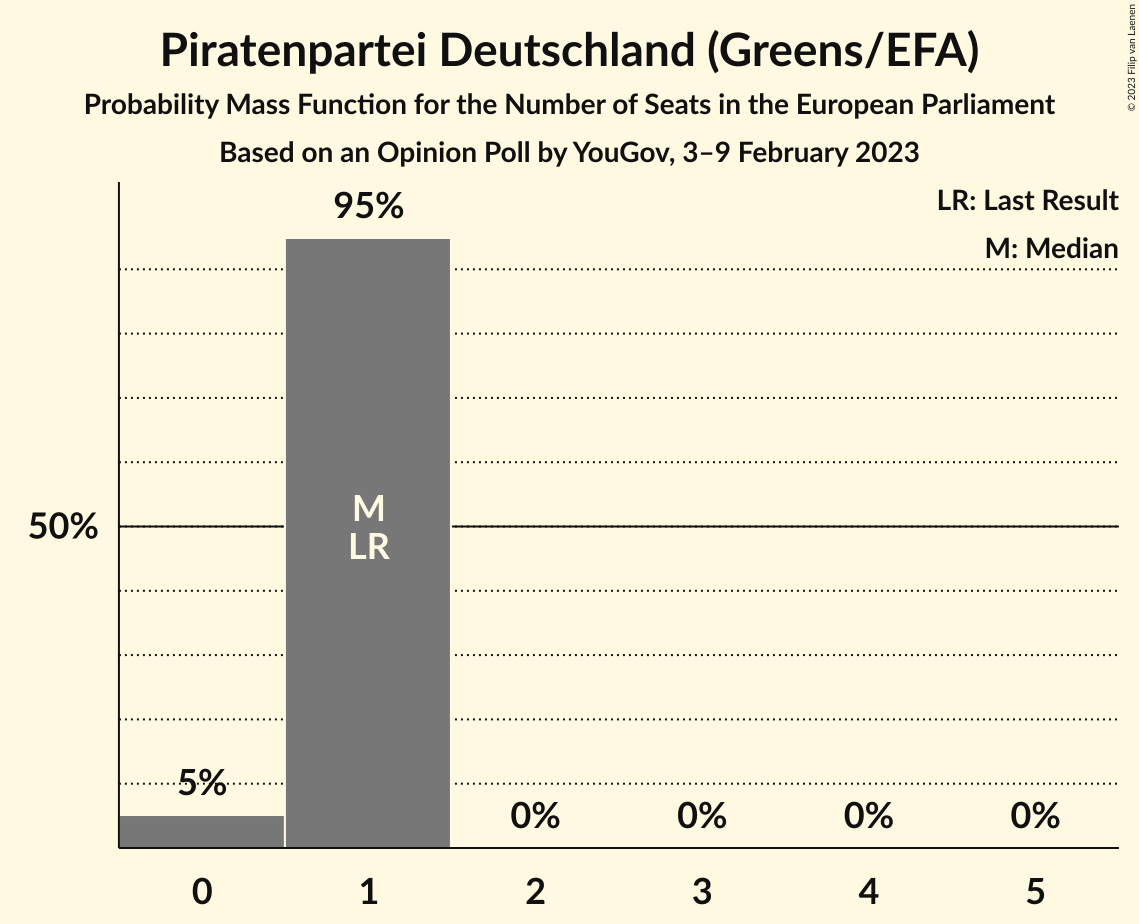 Piratenpartei Deutschland (Greens/EFA)
Probability Mass Function for the Number of Seats in the European Parliament
Based on an Opinion Poll by YouGov, 3–9 February 2023
© 2023 Filip van Laenen
LR: Last Result
M: Median
95%
M
LR
50%
5%
0%
0%
0%
0%
0
1
2
3
4
5